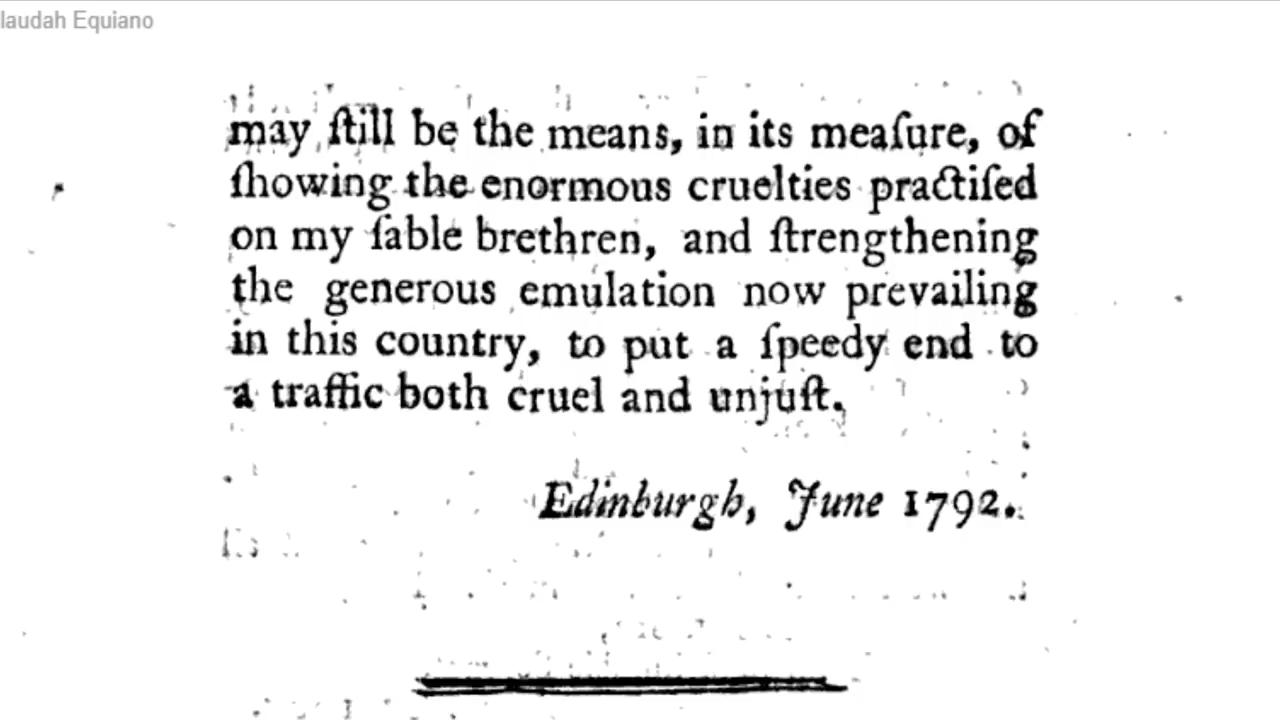 laudah Equiano
may ſtill be the means, in its meaſure, of
ſhowing the enormous cruelties practiſed
on my ſable brethren, and ſtrengthening
the generous emulation now prevailing
in this country, to put a ſpeedy end to
a traffic both cruel and unjuſt.
Edinburgh, June 1792.